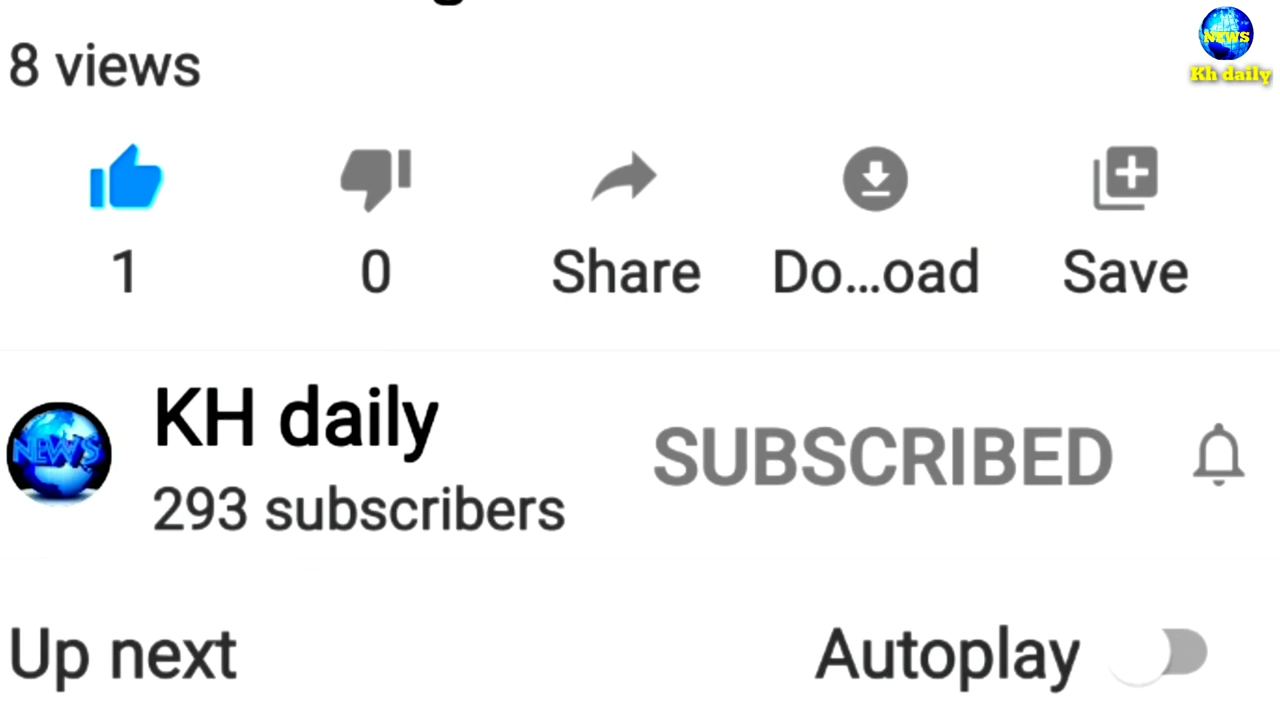 8 views
NEWS
Kh daily
1 0 Share Do...oad Save
NEWS
KH daily
293 subscribers
SUBSCRIBED
Up next Autoplay